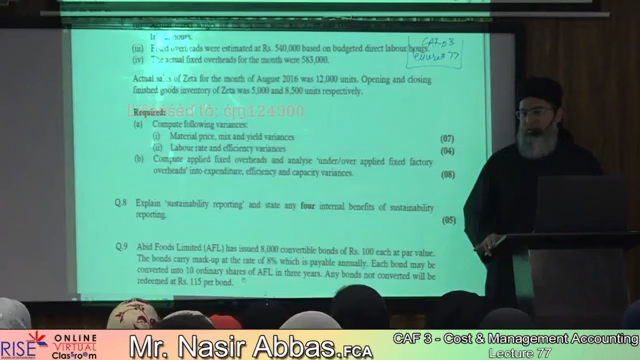 labour hours.
(iii) Fixed overheads were estimated at Rs. 540,000 based on budgeted direct labour hours.
(iv) The actual fixed overheads for the month were 583,000.
CAF-03
Lecture 77
Actual sales of Zeta for the month of August 2016 was 12,000 units. Opening and closing
finished goods inventory of Zeta was 5,000 and 8,500 units respectively.
Licensed to: cm124900
Required:
(a) Compute following variances:
(i) Material price, mix and yield variances (07)
(ii) Labour rate and efficiency variances (04)
(b) Compute applied fixed overheads and analyse under/over applied fixed factory
overheads into expenditure, efficiency and capacity variances. (08)
Q.8 Explain 'sustainability reporting' and state any four internal benefits of sustainability
reporting. (05)
Q.9 Abid Foods Limited (AFL) has issued 8,000 convertible bonds of Rs. 100 each at par value.
The bonds carry mark-up at the rate of 8% which is payable annually. Each bond may be
converted into 10 ordinary shares of AFL in three years. Any bonds not converted will be
redeemed at Rs. 115 per bond.
RISE ONLINE
VIRTUAL
Classroom
Mr. Nasir Abbas.FCA
CAF 3 - Cost & Management Accounting
Lecture 77